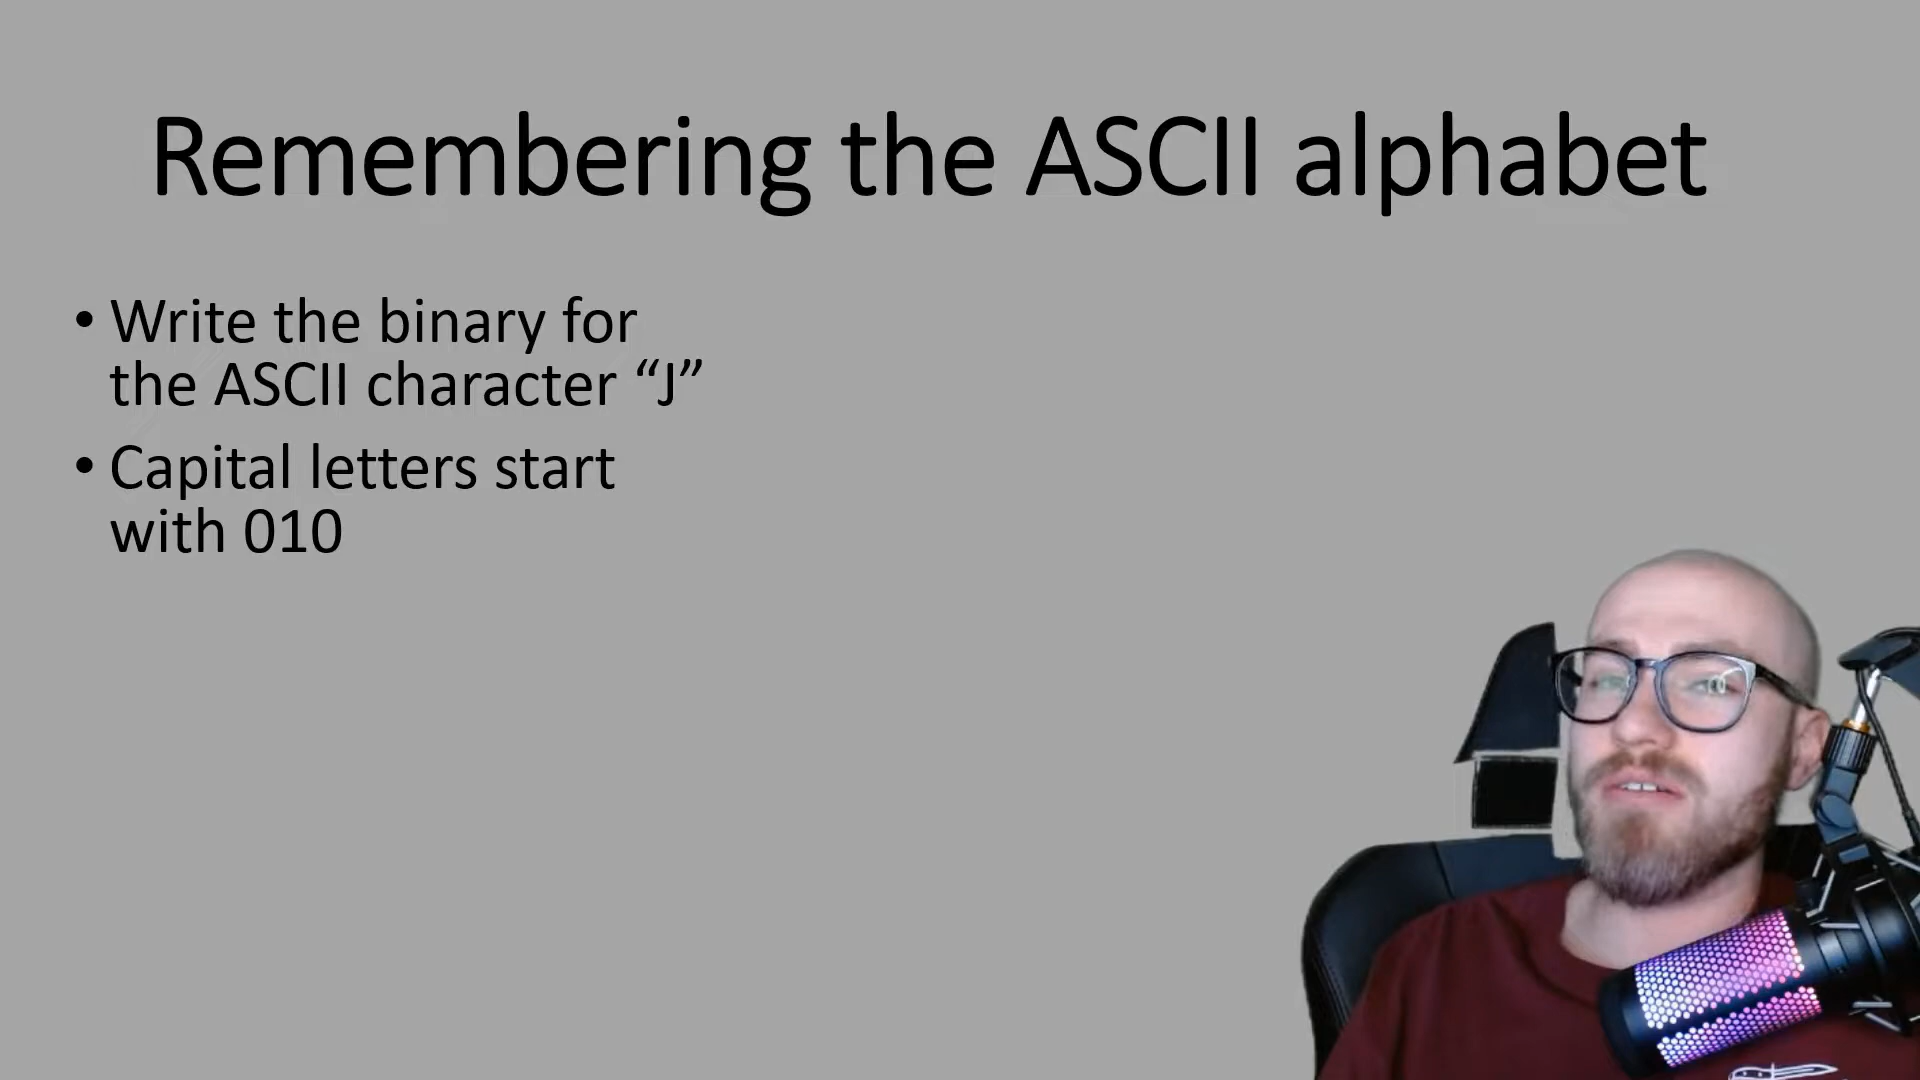 Remembering the ASCII alphabet
• Write the binary for
the ASCII character “J”
• Capital letters start
with 010